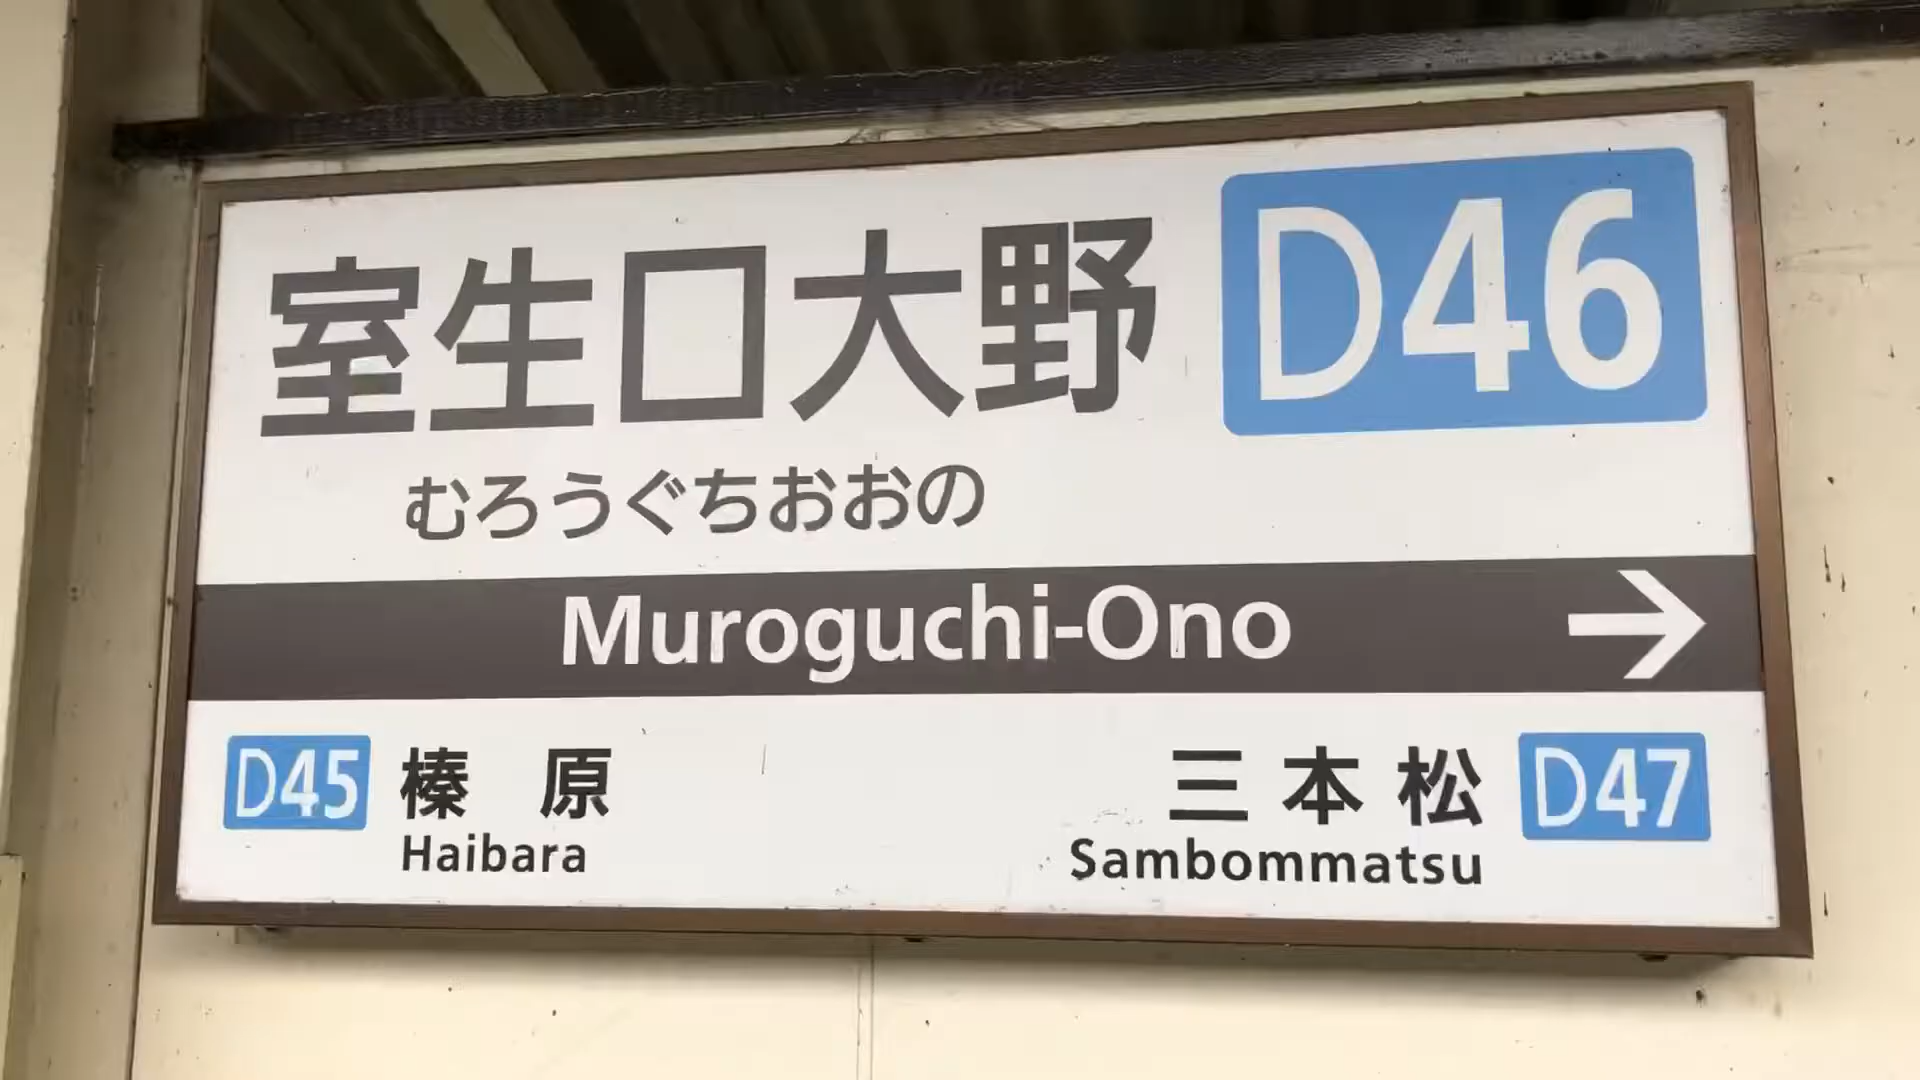 室生口大野 D46
むろうぐちおおの
Muroguchi-Ono →
D45 榛原 三本松 D47
Haibara Sambommatsu